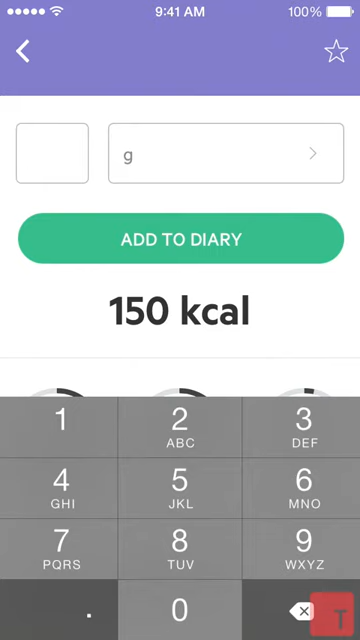 9:41 AM
100%
g
ADD TO DIARY
150 kcal
1
2
ABC
3
DEF
4
GHI
5
JKL
6
MNO
7
PQRS
8
TUV
9
WXYZ
.
0
T